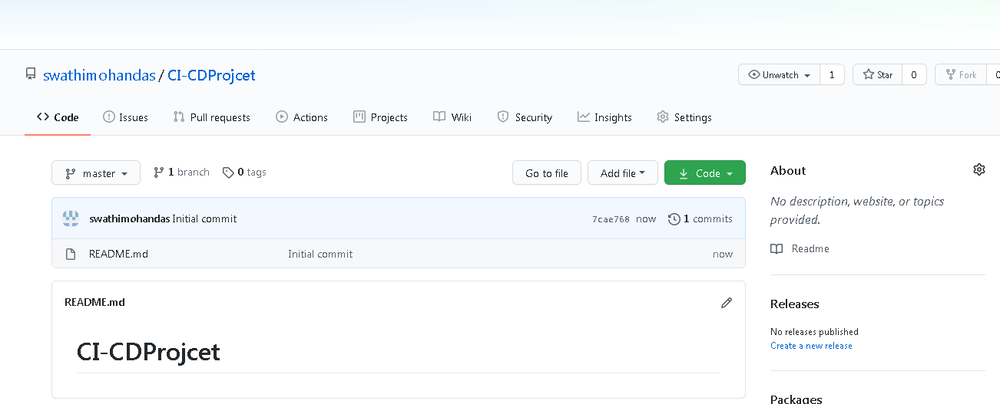 swathimohandas / CI-CDProjcet
Unwatch 1 Star 0 Fork 0
Code Issues Pull requests Actions Projects Wiki Security Insights Settings
master 1 branch 0 tags Go to file Add file Code
swathimohandas Initial commit 7cae768 now 1 commits
README.md Initial commit now
README.md
CI-CDProjcet
About
No description, website, or topics
provided.
Readme
Releases
No releases published
Create a new release
Packages